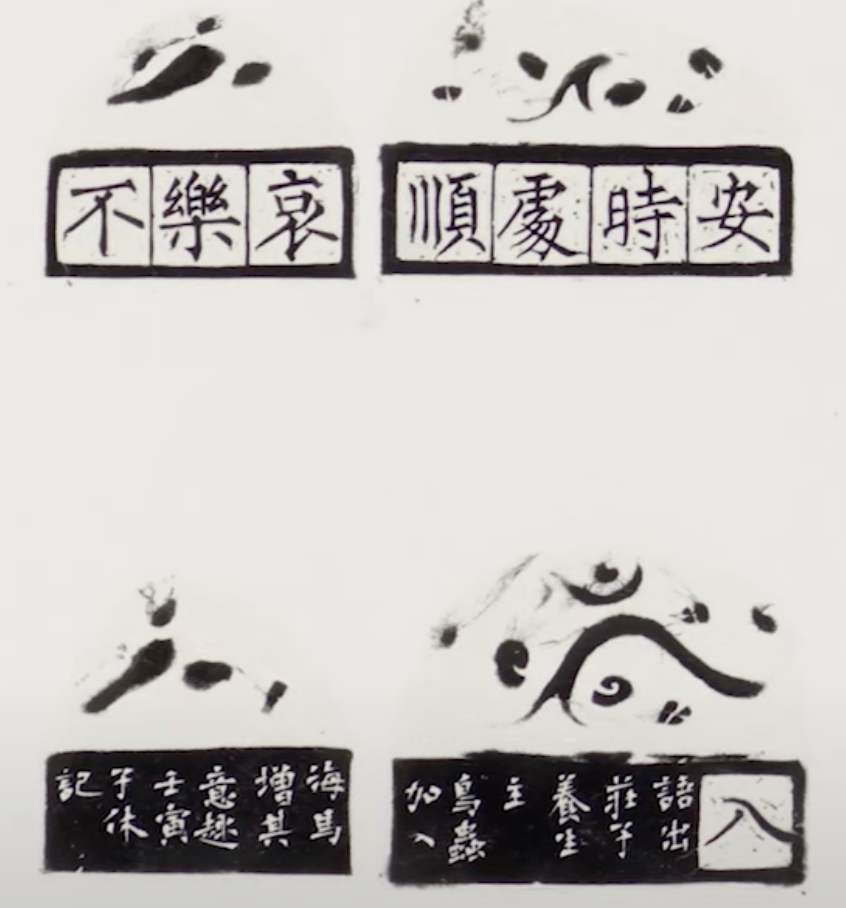 安時處順
哀樂不
入
語出
莊子
養生
主
鳥蟲
加入
海馬
增其
意趣
壬寅
子休
記